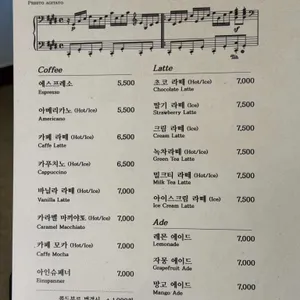 Presto agitato
Coffee
에스프레소 5,500
Espresso
아메리카노 (Hot/Ice) 5,500
Americano
카페 라떼 (Hot/Ice) 6,500
Caffe Latte
카푸치노 (Hot/Ice) 6,500
Cappuccino
바닐라 라떼 (Hot/Ice) 7,000
Vanilla Latte
카라멜 마끼야또 (Hot/Ice) 7,000
Caramel Macchiato
카페 모카 (Hot/Ice) 7,000
Caffe Mocha
아인슈페너 7,000
Einspanner
Latte
초코 라떼 (Hot/Ice) 7,000
Chocolate Latte
딸기 라떼 (Hot/Ice) 7,500
Strawberry Latte
크림 라떼 (Hot/Ice) 7,000
Cream Latte
녹차라떼 (Hot/Ice) 7,000
Green Tea Latte
밀크티 라떼 (Hot/Ice) 7,500
Milk Tea Latte
아이스크림 라떼 (Hot/Ice) 7,500
Ice Cream Latte
Ade
레몬 에이드 7,000
Lemonade
자몽 에이드 7,000
Grapefruit Ade
망고 에이드 7,000
Mango Ade